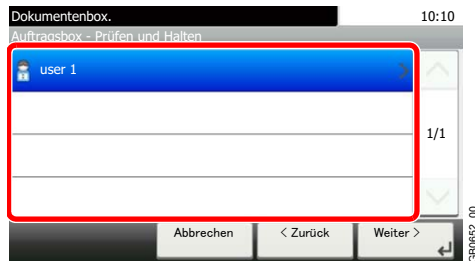 Dokumentenbox. 10:10
Auftragsbox - Prüfen und Halten
user 1
1/1
Abbrechen < Zurück Weiter >
GB0652_00